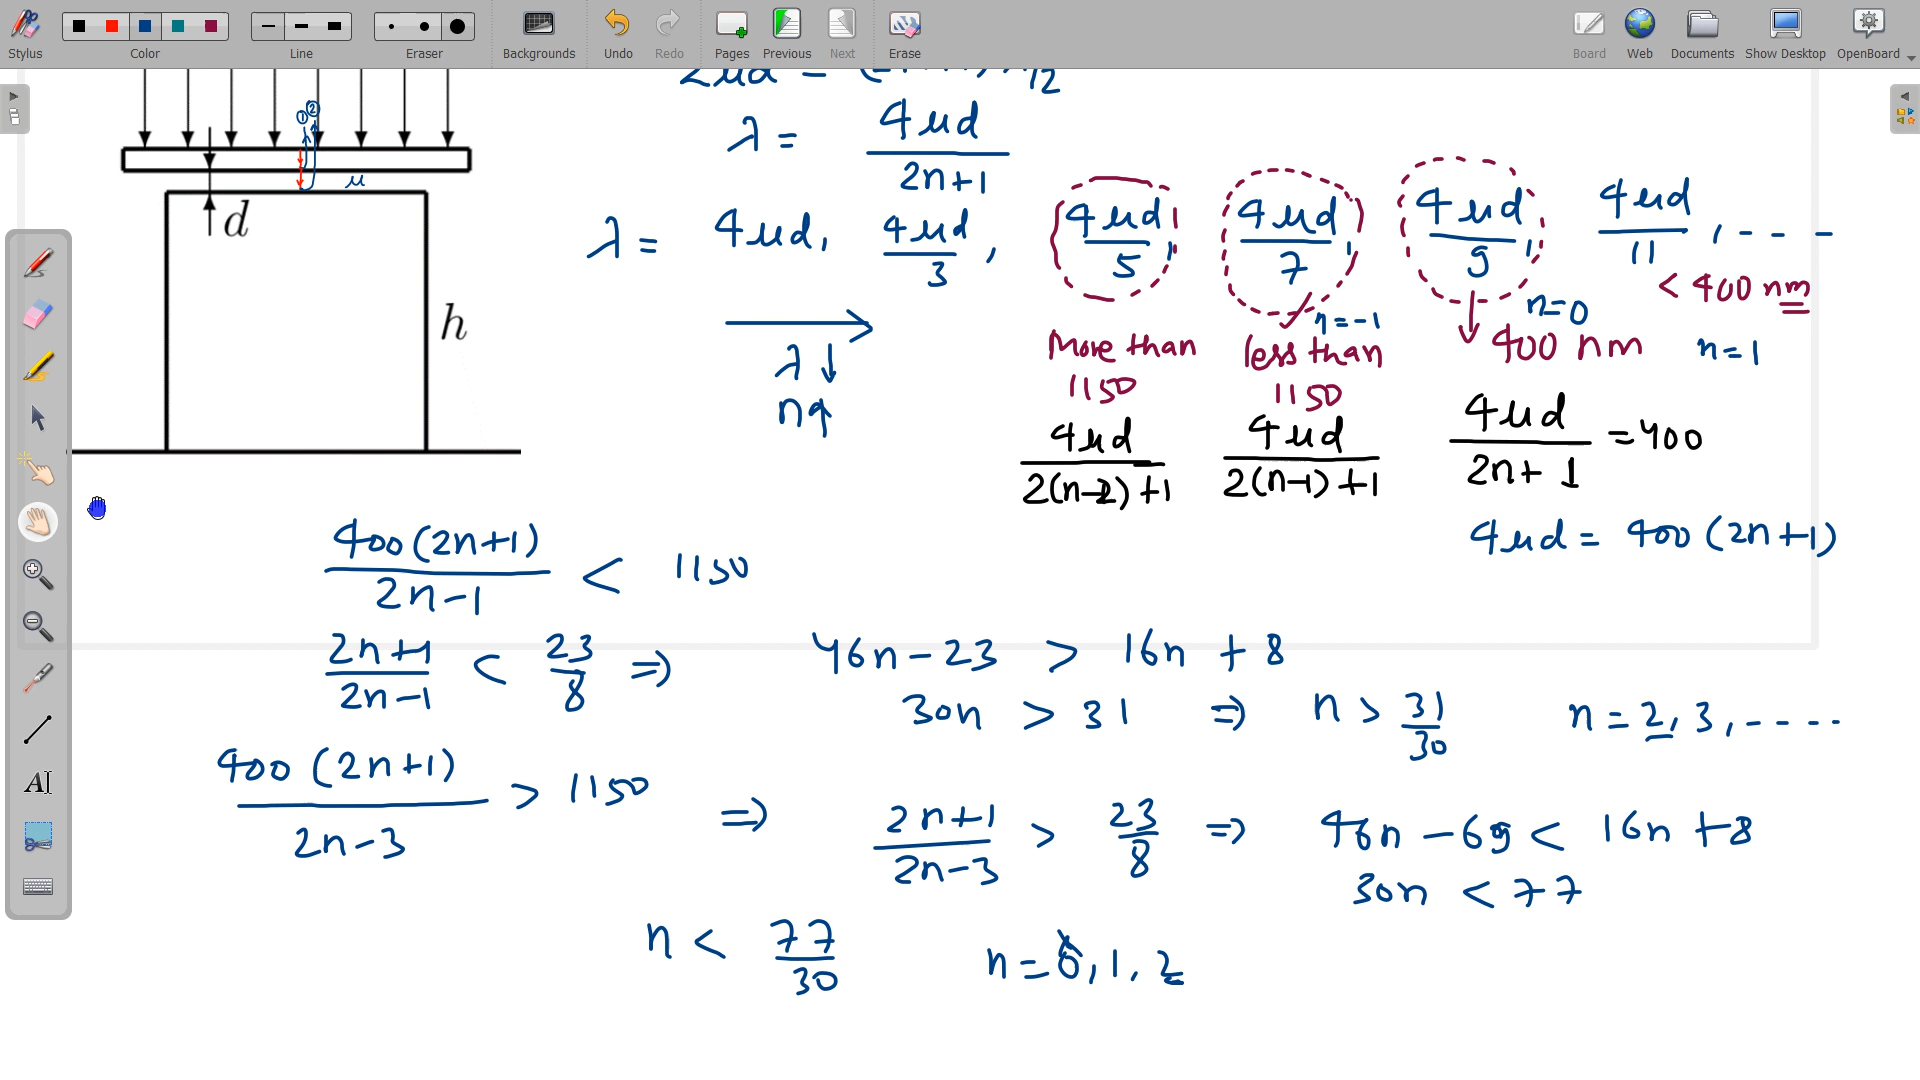 Stylus Color Line Eraser Backgrounds Undo Redo Pages Previous Next Erase Board Web Documents Show Desktop OpenBoard
① ②
μ
d
h
λ = 4μd / 2n+1
λ = 4μd, 4μd/3, 4μd/5, 4μd/7, 4μd/9, 4μd/11, - - - -
< 400 nm
n=-1 n=0
More than 1150
less than 1150
400 nm n=1
λ↓
n↑
4μd / 2(n-2)+1
4μd / 2(n-1)+1
4μd / 2n+1 = 400
4μd = 400 (2n+1)
400(2n+1) / 2n-1 < 1150
2n+1 / 2n-1 < 23/8 ⇒ 46n-23 > 16n + 8
30n > 31 ⇒ n > 31/30 n = 2, 3, - - - -
400 (2n+1) / 2n-3 > 1150 ⇒ 2n+1 / 2n-3 > 23/8 ⇒ 46n - 69 < 16n + 8
30n < 77
n < 77/30 n = 0, 1, 2
AI